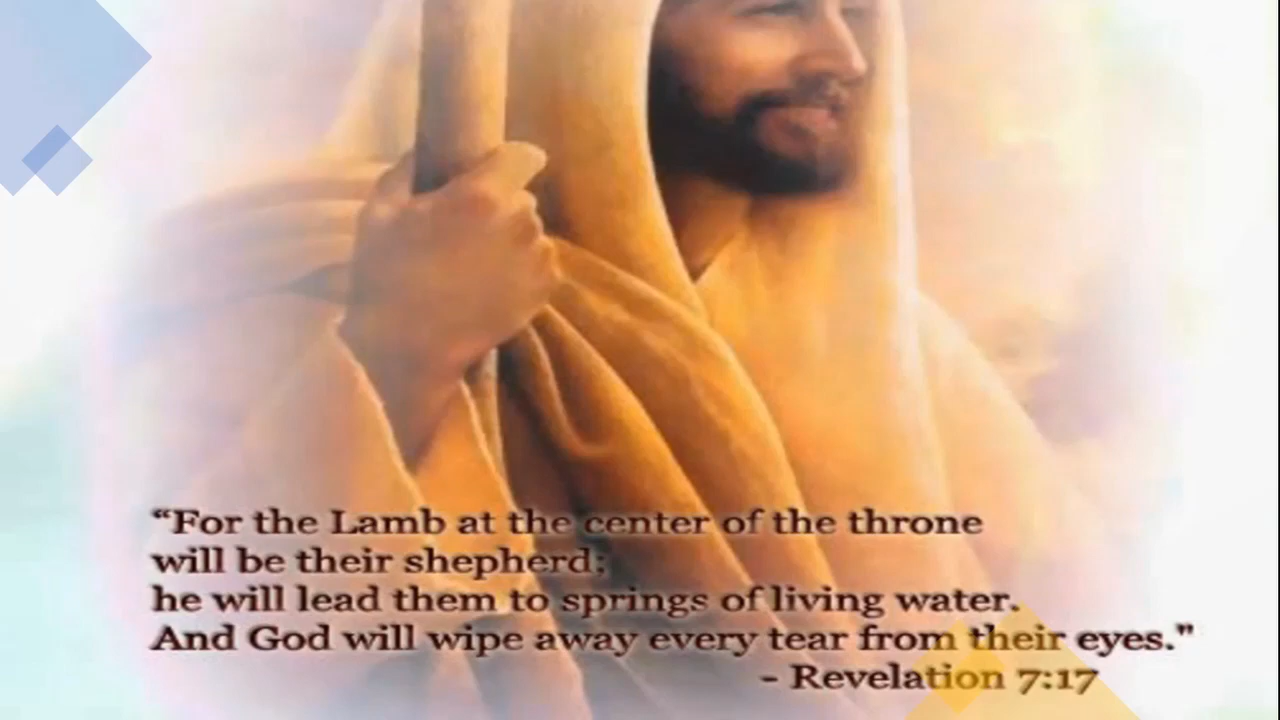 “For the Lamb at the center of the throne
will be their shepherd;
he will lead them to springs of living water.
And God will wipe away every tear from their eyes."
- Revelation 7:17